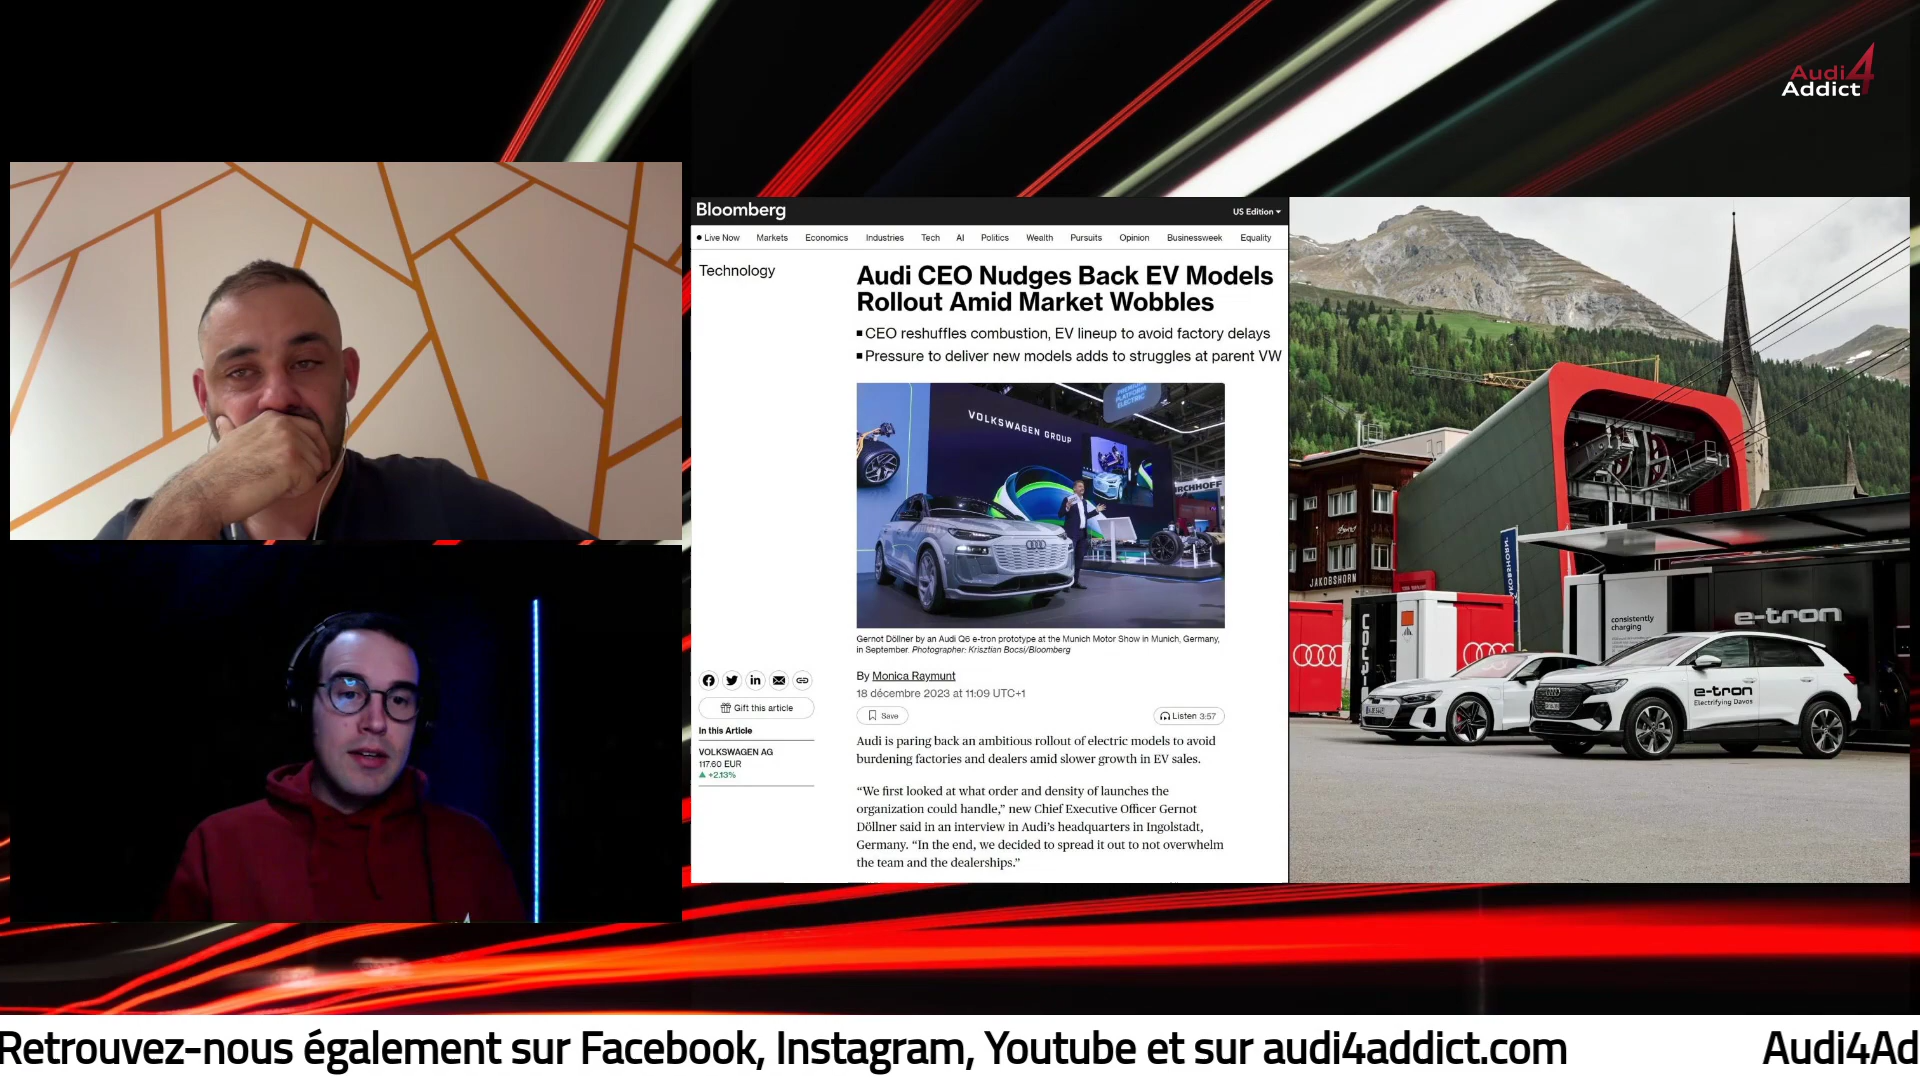 Audi4
Addict
Bloomberg
US Edition
Live Now Markets Economics Industries Tech AI Politics Wealth Pursuits Opinion Businessweek Equality
Technology
Audi CEO Nudges Back EV Models
Rollout Amid Market Wobbles
CEO reshuffles combustion, EV lineup to avoid factory delays
Pressure to deliver new models adds to struggles at parent VW
PREMIUM
PLATFORM
ELECTRIC
VOLKSWAGEN GROUP
RCHHOFF
Gernot Döllner by an Audi Q6 e-tron prototype at the Munich Motor Show in Munich, Germany,
in September. Photographer: Krisztian Bocsi/Bloomberg
By Monica Raymunt
18 décembre 2023 at 11:09 UTC+1
Save
Listen 3:57
Gift this article
In this Article
VOLKSWAGEN AG
117.60 EUR
+2.13%
Audi is paring back an ambitious rollout of electric models to avoid
burdening factories and dealers amid slower growth in EV sales.
“We first looked at what order and density of launches the
organization could handle,” new Chief Executive Officer Gernot
Döllner said in an interview in Audi’s headquarters in Ingolstadt,
Germany. “In the end, we decided to spread it out to not overwhelm
the team and the dealerships.”
JAKOBSHORN
JAKOBSHORN
consistently
charging
e-tron
e-tron
e-tron
Electrifying Davos
Retrouvez-nous également sur Facebook, Instagram, Youtube et sur audi4addict.com
Audi4Ad